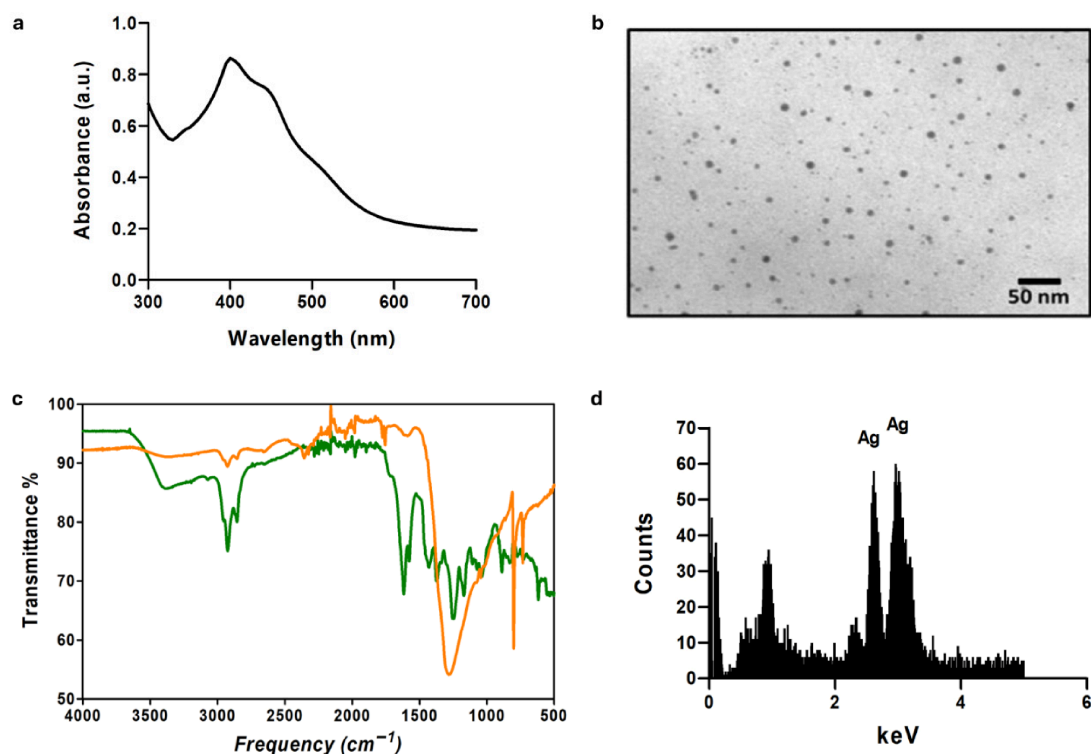 a
1.0
0.8
0.6
0.4
0.2
0.0
Absorbance (a.u.)
300 400 500 600 700
Wavelength (nm)
b
50 nm
c
100
90
80
70
60
50
Transmittance %
4000 3000 2500 2000 1500 1000 500
Frequency (cm⁻¹)
d
Ag Ag
70
60
50
40
30
20
10
0
Counts
0 2 4 6
keV